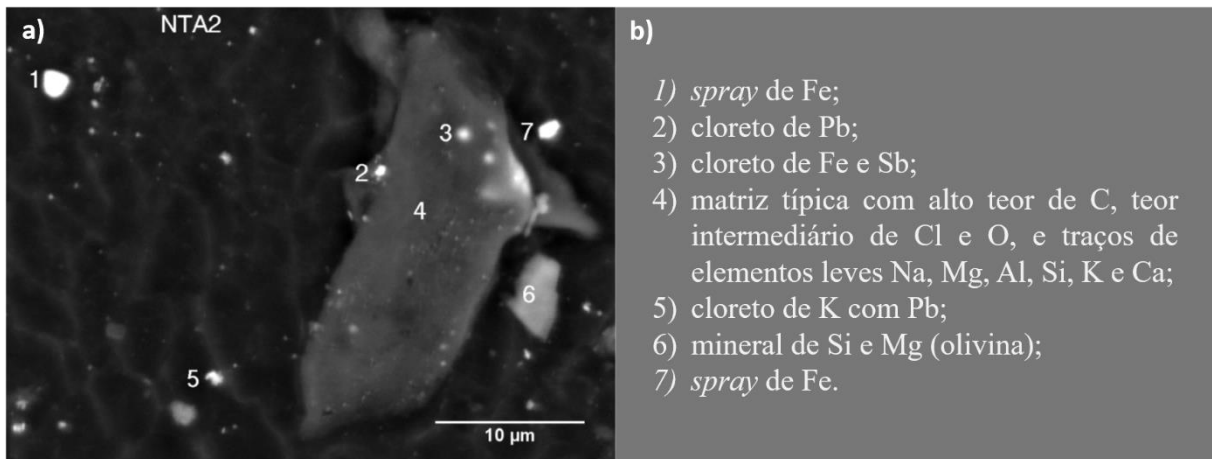 a)
NTA2
1
3
7
2
4
6
5
10 µm
b)
1) spray de Fe;
2) cloreto de Pb;
3) cloreto de Fe e Sb;
4) matriz típica com alto teor de C, teor
intermediário de Cl e O, e traços de
elementos leves Na, Mg, Al, Si, K e Ca;
5) cloreto de K com Pb;
6) mineral de Si e Mg (olivina);
7) spray de Fe.